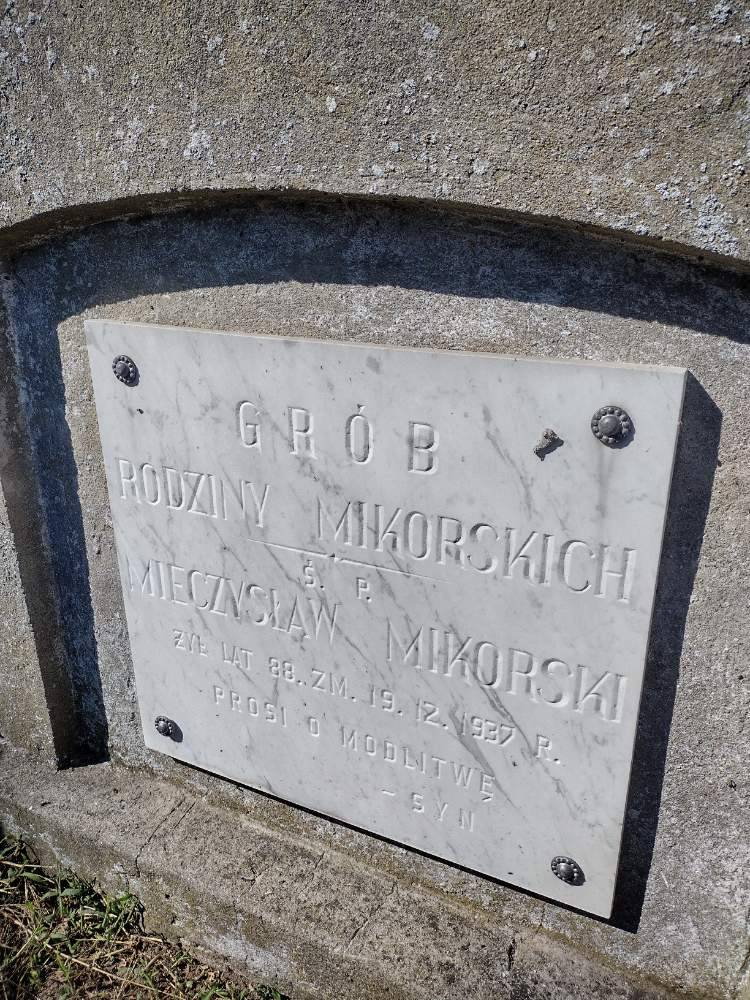 GRÓB
RODZINY MIKORSKICH
Ś. P.
MIECZYSŁAW MIKORSKI
ŻYŁ LAT 88. ZM. 19. 12. 1937 R.
PROSI O MODLITWĘ
- SYN